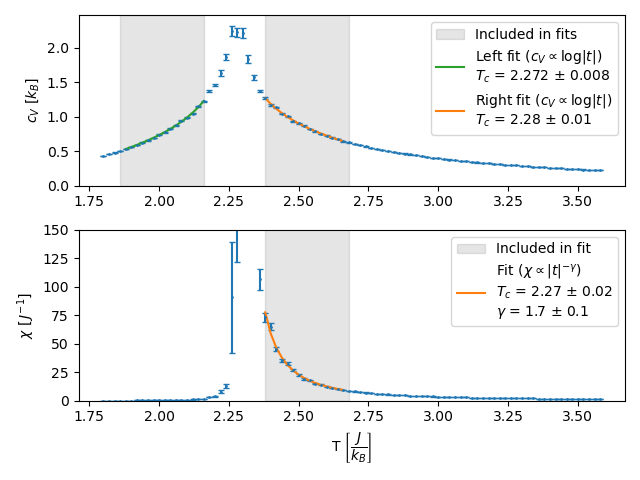 2.0
1.5
1.0
0.5
0.0
c_V [k_B]
1.75 2.00 2.25 2.50 2.75 3.00 3.25 3.50
Included in fits
Left fit (c_V ∝ log|t|)
T_c = 2.272 ± 0.008
Right fit (c_V ∝ log|t|)
T_c = 2.28 ± 0.01
150
125
100
75
50
25
0
χ [J⁻¹]
1.75 2.00 2.25 2.50 2.75 3.00 3.25 3.50
Included in fit
Fit (χ ∝ |t|^{-γ})
T_c = 2.27 ± 0.02
γ = 1.7 ± 0.1
T [J/k_B]